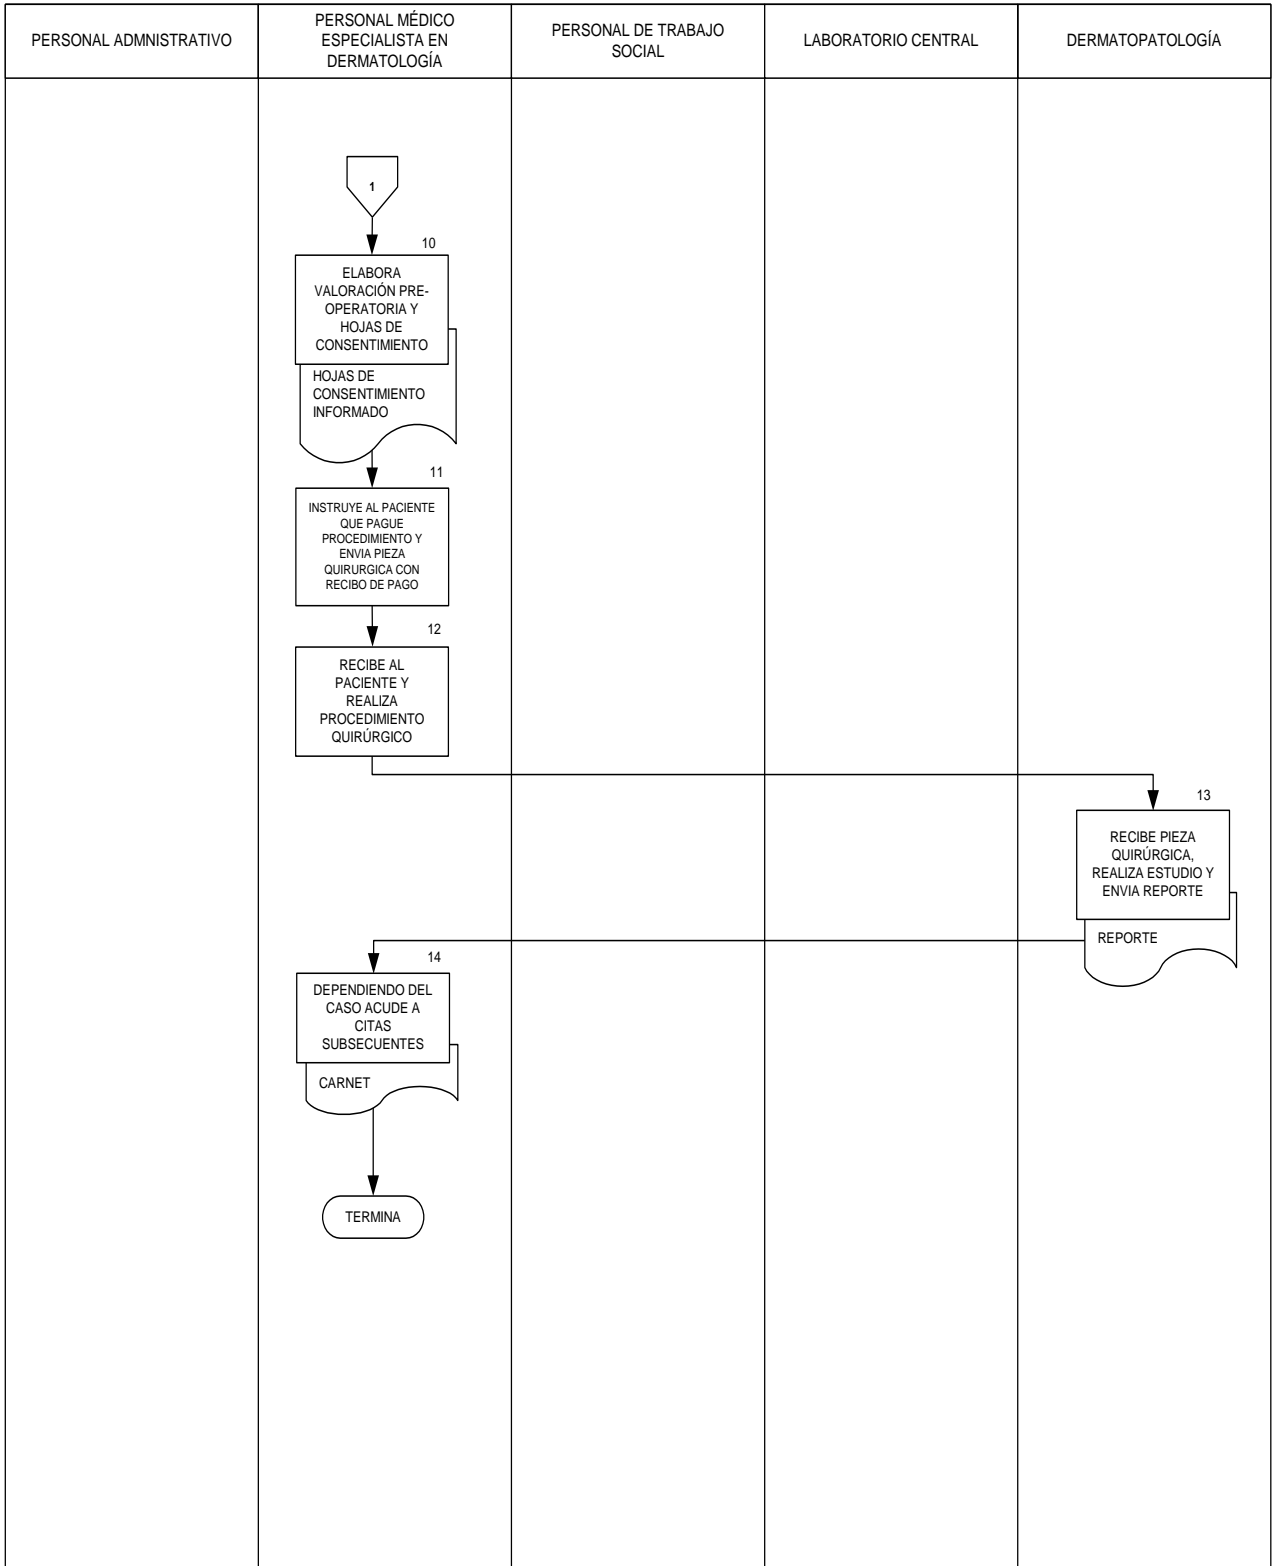 PERSONAL ADMNISTRATIVO
PERSONAL MÉDICO
ESPECIALISTA EN
DERMATOLOGÍA
PERSONAL DE TRABAJO
SOCIAL
LABORATORIO CENTRAL
DERMATOPATOLOGÍA
1
10
ELABORA
VALORACIÓN PRE-
OPERATORIA Y
HOJAS DE
CONSENTIMIENTO
HOJAS DE
CONSENTIMIENTO
INFORMADO
11
INSTRUYE AL PACIENTE
QUE PAGUE
PROCEDIMIENTO Y
ENVIA PIEZA
QUIRURGICA CON
RECIBO DE PAGO
12
RECIBE AL
PACIENTE Y
REALIZA
PROCEDIMIENTO
QUIRÚRGICO
13
RECIBE PIEZA
QUIRÚRGICA,
REALIZA ESTUDIO Y
ENVIA REPORTE
REPORTE
14
DEPENDIENDO DEL
CASO ACUDE A
CITAS
SUBSECUENTES
CARNET
TERMINA